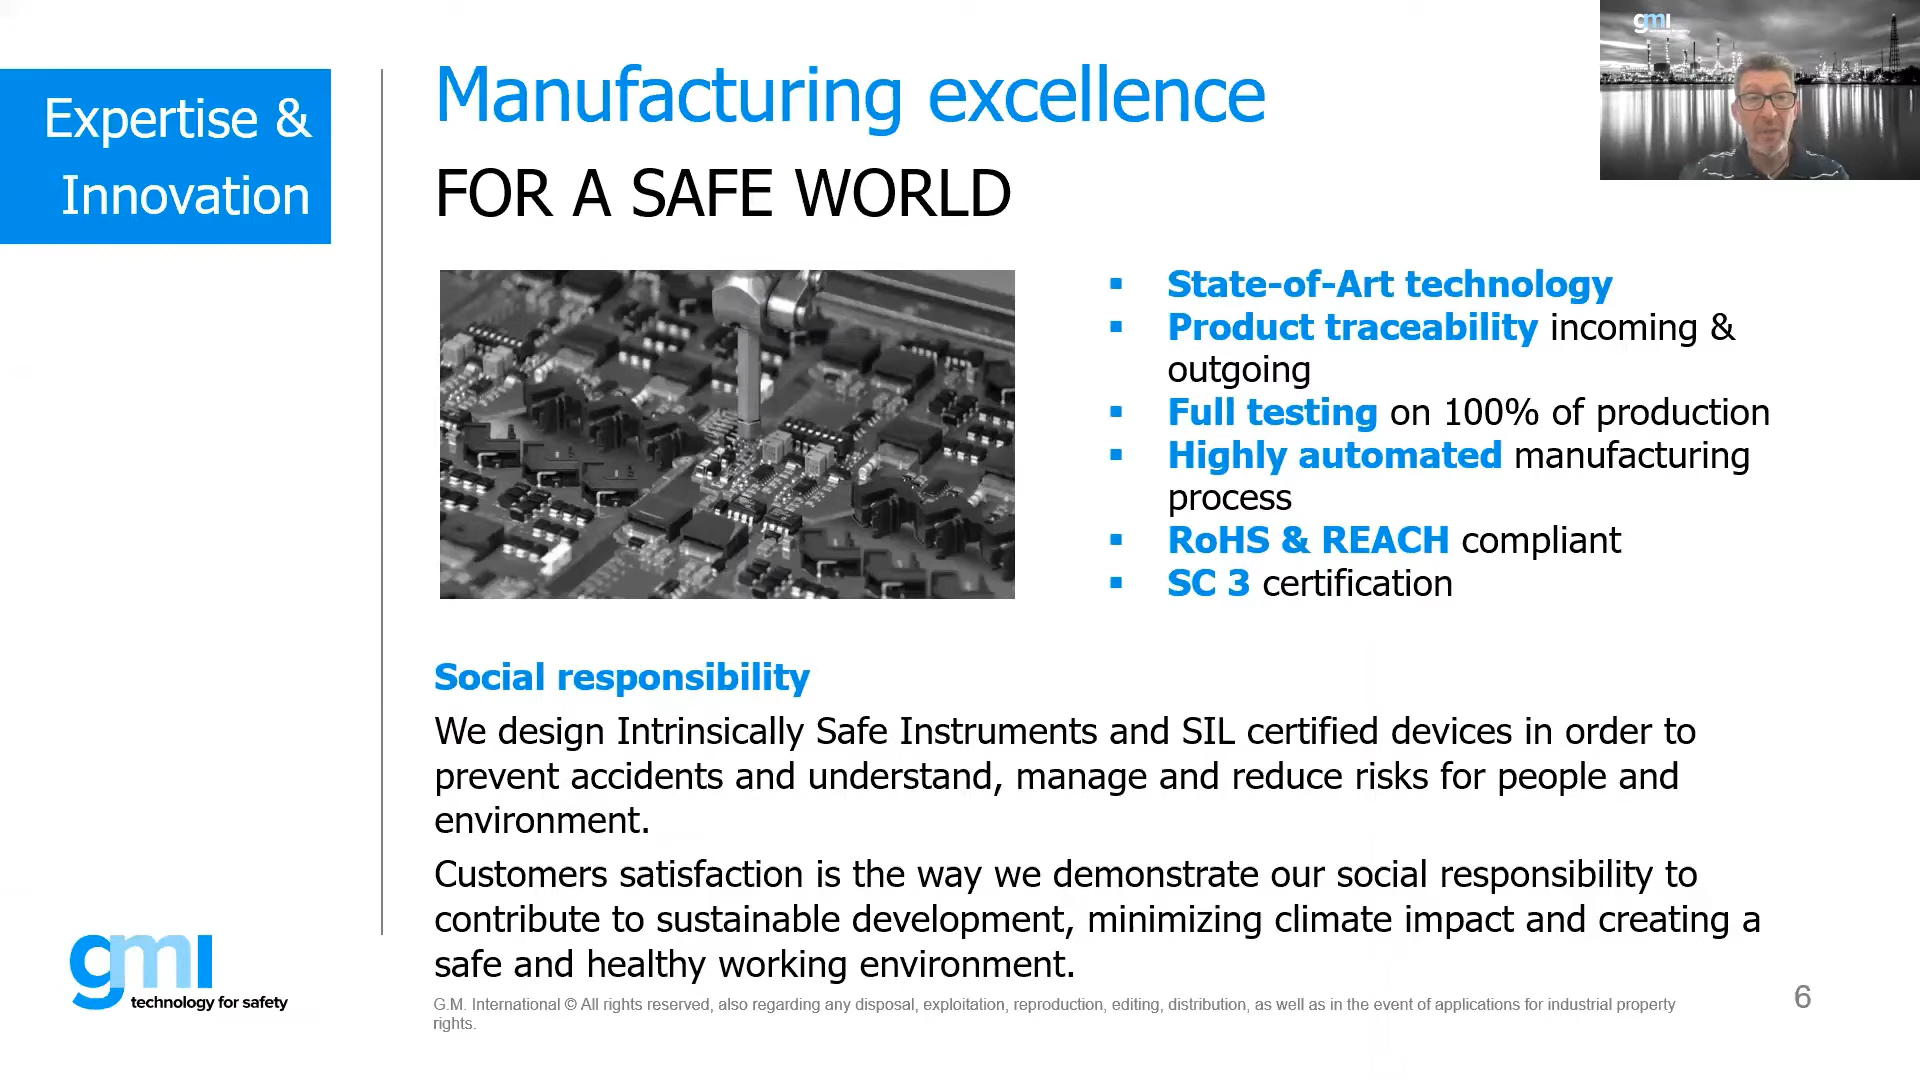 Expertise &
Innovation
Manufacturing excellence
FOR A SAFE WORLD
gmi
▪ State-of-Art technology
▪ Product traceability incoming &
outgoing
▪ Full testing on 100% of production
▪ Highly automated manufacturing
process
▪ RoHS & REACH compliant
▪ SC 3 certification
Social responsibility
We design Intrinsically Safe Instruments and SIL certified devices in order to
prevent accidents and understand, manage and reduce risks for people and
environment.
Customers satisfaction is the way we demonstrate our social responsibility to
contribute to sustainable development, minimizing climate impact and creating a
safe and healthy working environment.
gmi
technology for safety
G.M. International © All rights reserved, also regarding any disposal, exploitation, reproduction, editing, distribution, as well as in the event of applications for industrial property
rights.
6